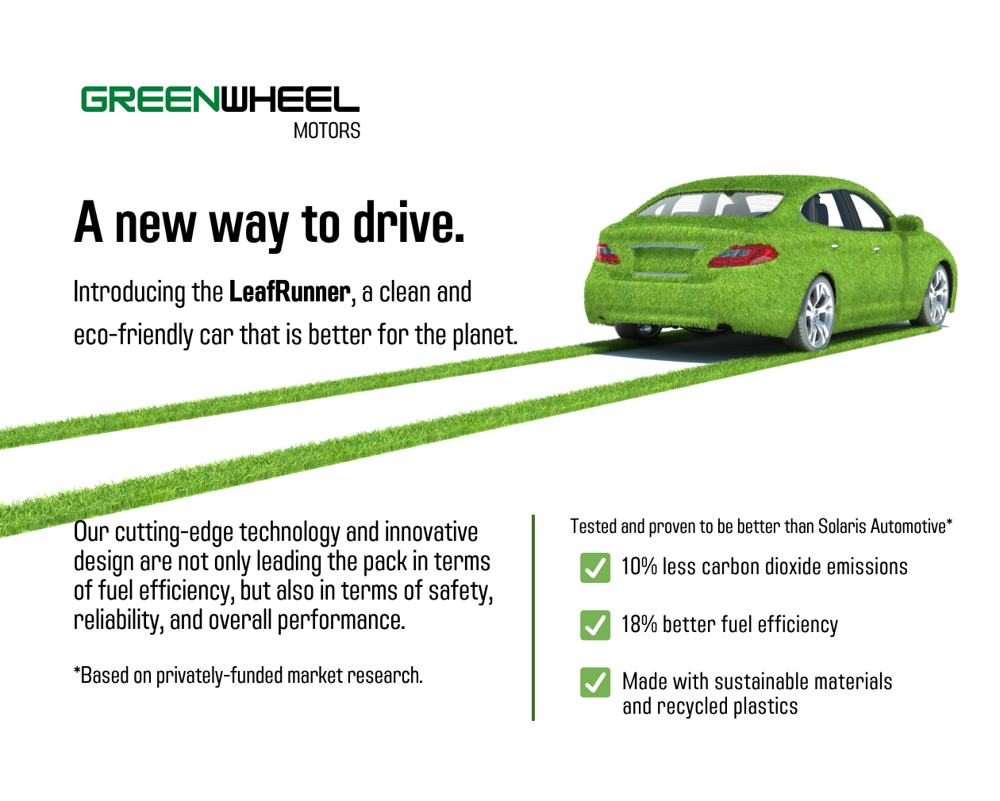 GREENWHEEL
MOTORS
A new way to drive.
Introducing the LeafRunner, a clean and
eco-friendly car that is better for the planet.
Our cutting-edge technology and innovative
design are not only leading the pack in terms
of fuel efficiency, but also in terms of safety,
reliability, and overall performance.
*Based on privately-funded market research.
Tested and proven to be better than Solaris Automotive*
10% less carbon dioxide emissions
18% better fuel efficiency
Made with sustainable materials
and recycled plastics